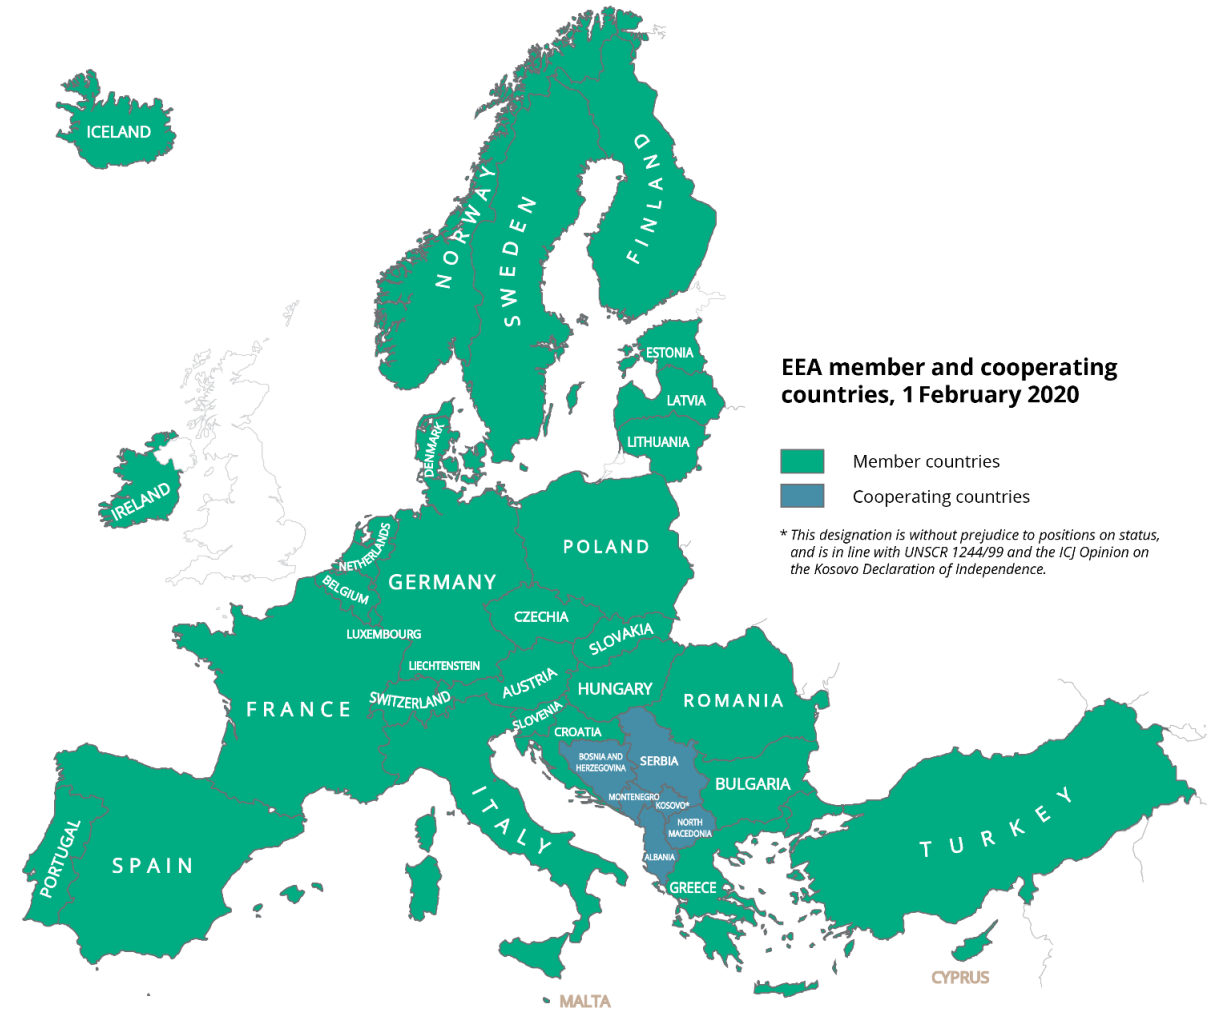 ICELAND
NORWAY
SWEDEN
FINLAND
ESTONIA
LATVIA
LITHUANIA
DENMARK
IRELAND
NETHERLANDS
BELGIUM
LUXEMBOURG
GERMANY
POLAND
CZECHIA
SLOVAKIA
LIECHTENSTEIN
SWITZERLAND
AUSTRIA
HUNGARY
FRANCE
SLOVENIA
CROATIA
ROMANIA
BOSNIA AND
HERZEGOVINA
SERBIA
MONTENEGRO
KOSOVO*
BULGARIA
NORTH
MACEDONIA
ALBANIA
GREECE
ITALY
PORTUGAL
SPAIN
TURKEY
CYPRUS
MALTA
EEA member and cooperating
countries, 1 February 2020
Member countries
Cooperating countries
* This designation is without prejudice to positions on status,
and is in line with UNSCR 1244/99 and the ICJ Opinion on
the Kosovo Declaration of Independence.